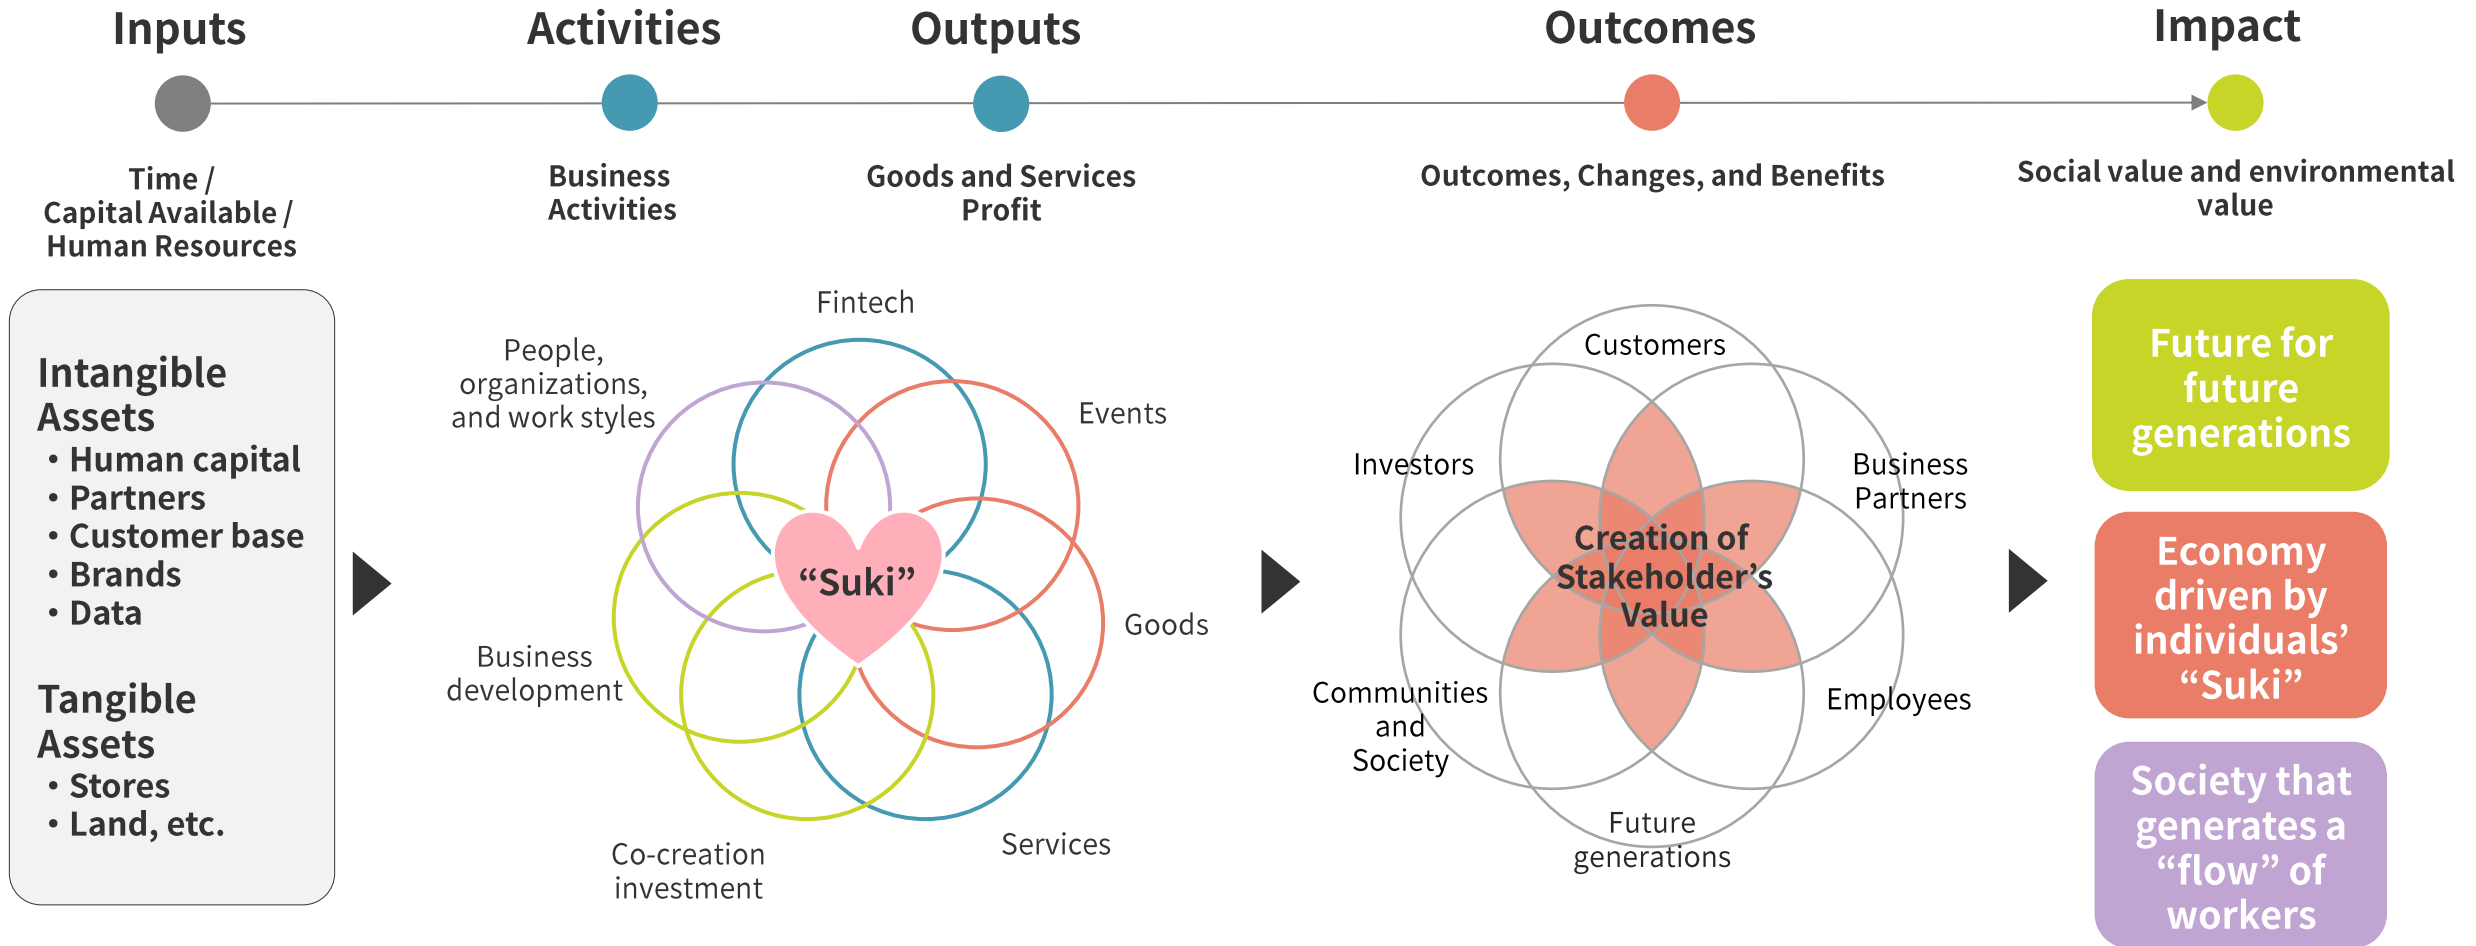 Inputs
Activities
Outputs
Outcomes
Impact
Time /
Capital Available /
Human Resources
Business
Activities
Goods and Services
Profit
Outcomes, Changes, and Benefits
Social value and environmental
value
Intangible
Assets
・Human capital
・Partners
・Customer base
・Brands
・Data
Tangible
Assets
・Stores
・Land, etc.
Fintech
People,
organizations,
and work styles
Events
“Suki”
Goods
Business
development
Services
Co-creation
investment
Customers
Investors
Business
Partners
Creation of
Stakeholder’s
Value
Communities
and
Society
Employees
Future
generations
Future for
future
generations
Economy
driven by
individuals’
“Suki”
Society that
generates a
“flow” of
workers